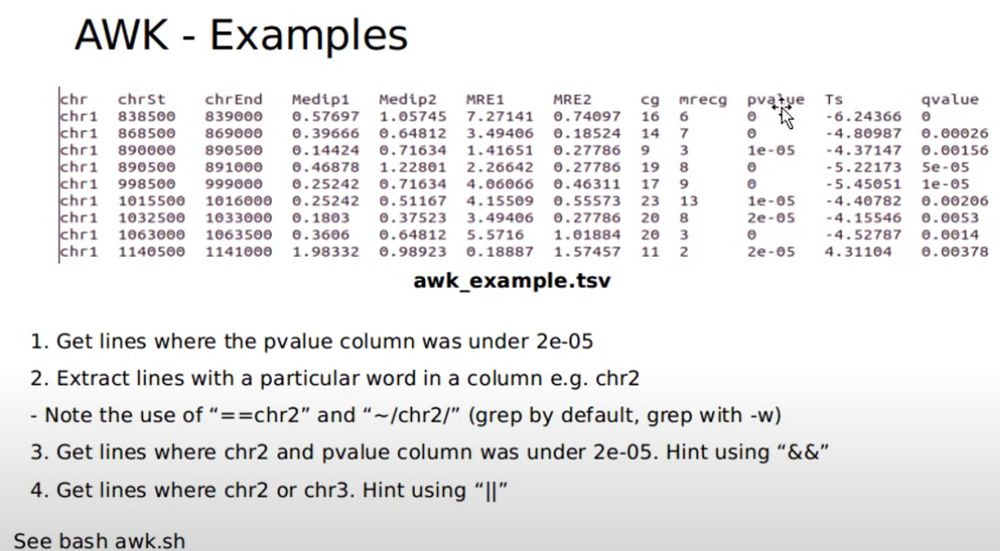 AWK - Examples
chr chrSt chrEnd Medip1 Medip2 MRE1 MRE2 cg mrecg pvalue Ts qvalue
chr1 838500 839000 0.57697 1.05745 7.27141 0.74097 16 6 0 -6.24366 0
chr1 868500 869000 0.39666 0.64812 3.49406 0.18524 14 7 0 -4.80987 0.00026
chr1 890000 890500 0.14424 0.71634 1.41651 0.27786 9 3 1e-05 -4.37147 0.00156
chr1 890500 891000 0.46878 1.22801 2.26642 0.27786 19 8 0 -5.22173 5e-05
chr1 998500 999000 0.25242 0.71634 4.06066 0.46311 17 9 0 -5.45051 1e-05
chr1 1015500 1016000 0.25242 0.51167 4.15509 0.55573 23 13 1e-05 -4.40782 0.00206
chr1 1032500 1033000 0.1803 0.37523 3.49406 0.27786 20 8 2e-05 -4.15546 0.0053
chr1 1063000 1063500 0.3606 0.64812 5.5716 1.01884 20 3 0 -4.52787 0.0014
chr1 1140500 1141000 1.98332 0.98923 0.18887 1.57457 11 2 2e-05 4.31104 0.00378
awk_example.tsv
1. Get lines where the pvalue column was under 2e-05
2. Extract lines with a particular word in a column e.g. chr2
- Note the use of “==chr2” and “~/chr2/” (grep by default, grep with -w)
3. Get lines where chr2 and pvalue column was under 2e-05. Hint using “&&”
4. Get lines where chr2 or chr3. Hint using “||”
See bash awk.sh